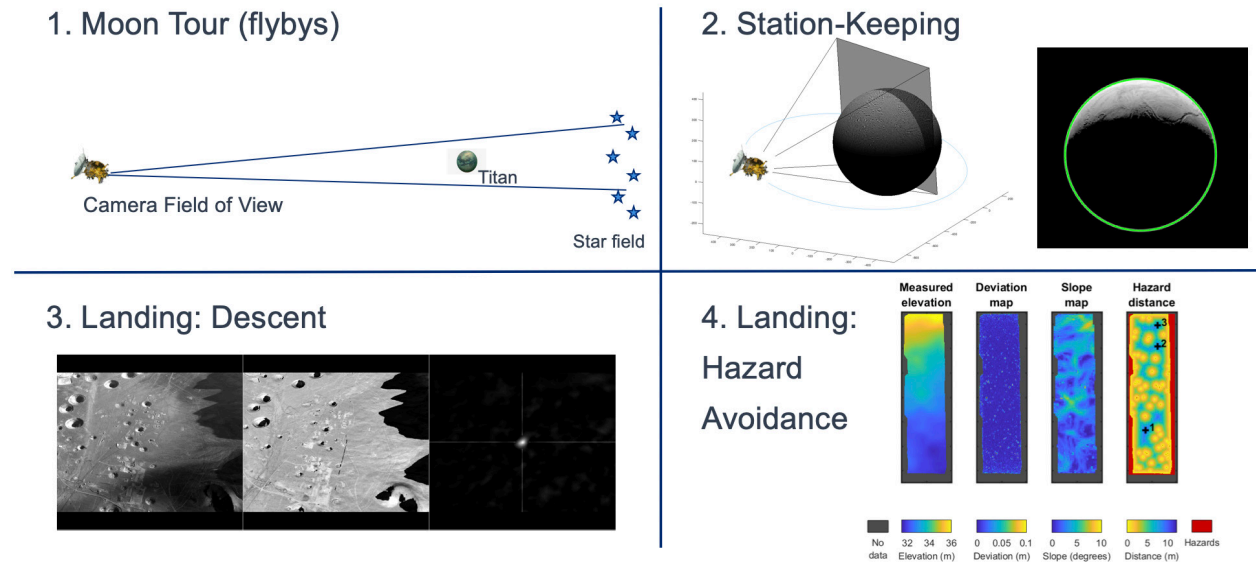 1. Moon Tour (flybys)
Titan
Camera Field of View
Star field
2. Station-Keeping
3. Landing: Descent
4. Landing:
Hazard
Avoidance
Measured elevation
Deviation map
Slope map
Hazard distance
3
2
1
No data
32 34 36
Elevation (m)
0 0.05 0.1
Deviation (m)
0 5 10
Slope (degrees)
0 5 10
Distance (m)
Hazards